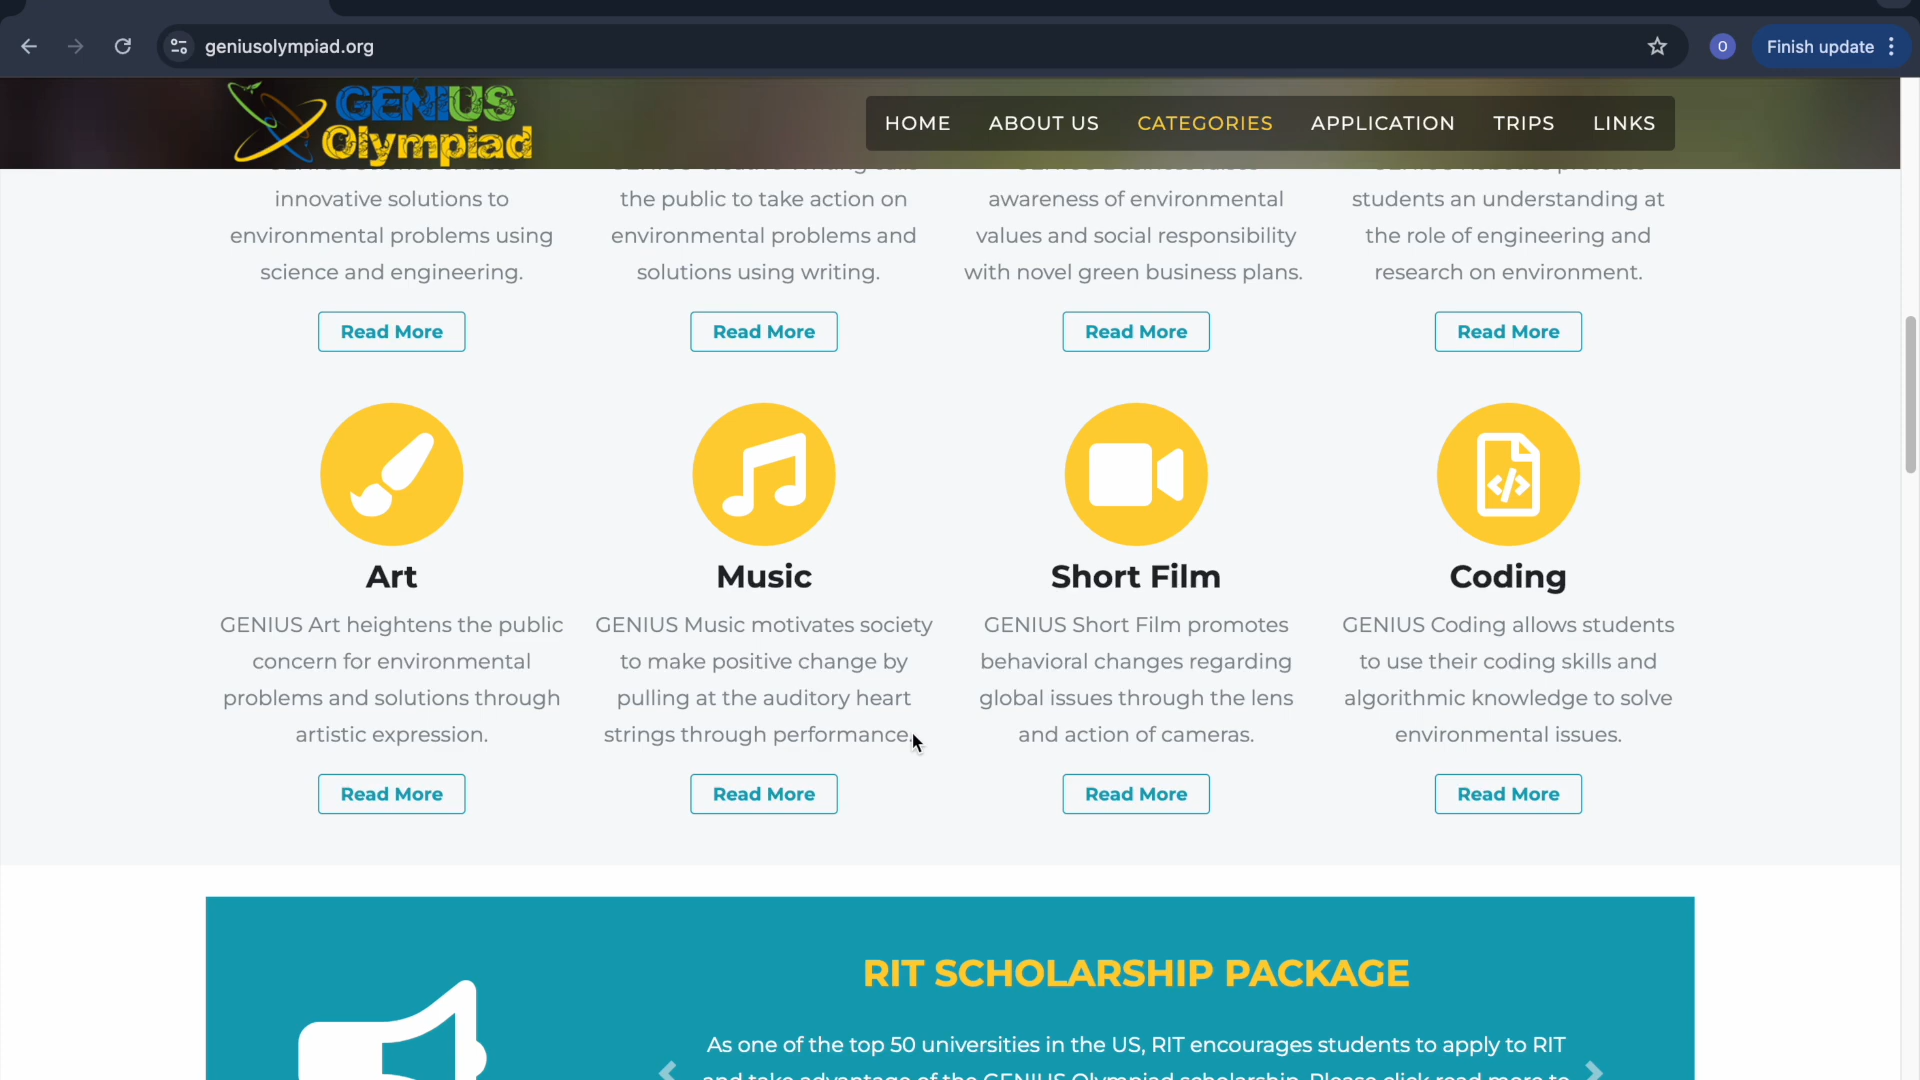 geniusolympiad.org
O
Finish update
GENIUS
Olympiad
HOME
ABOUT US
CATEGORIES
APPLICATION
TRIPS
LINKS
innovative solutions to
environmental problems using
science and engineering.
Read More
the public to take action on
environmental problems and
solutions using writing.
Read More
awareness of environmental
values and social responsibility
with novel green business plans.
Read More
students an understanding at
the role of engineering and
research on environment.
Read More
Art
GENIUS Art heightens the public
concern for environmental
problems and solutions through
artistic expression.
Read More
Music
GENIUS Music motivates society
to make positive change by
pulling at the auditory heart
strings through performance.
Read More
Short Film
GENIUS Short Film promotes
behavioral changes regarding
global issues through the lens
and action of cameras.
Read More
Coding
GENIUS Coding allows students
to use their coding skills and
algorithmic knowledge to solve
environmental issues.
Read More
RIT SCHOLARSHIP PACKAGE
As one of the top 50 universities in the US, RIT encourages students to apply to RIT
and take advantage of the GENIUS Olympiad scholarship. Please click read more to